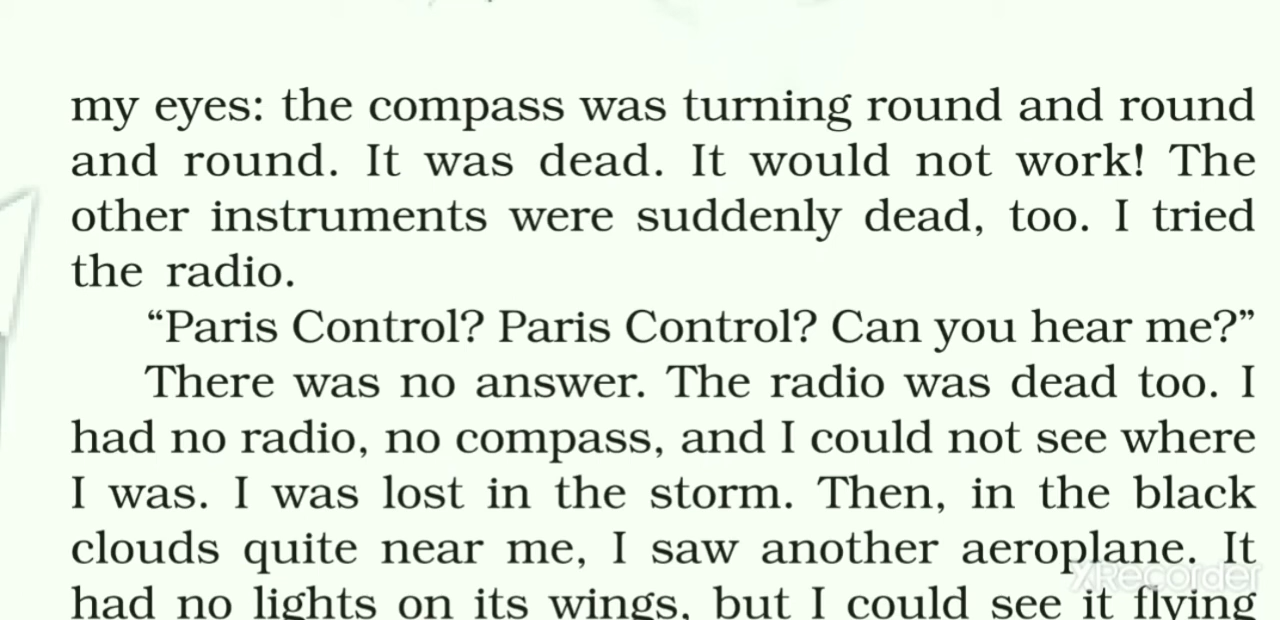 my eyes: the compass was turning round and round
and round. It was dead. It would not work! The
other instruments were suddenly dead, too. I tried
the radio.
“Paris Control? Paris Control? Can you hear me?”
There was no answer. The radio was dead too. I
had no radio, no compass, and I could not see where
I was. I was lost in the storm. Then, in the black
clouds quite near me, I saw another aeroplane. It
had no lights on its wings, but I could see it flying
XRecorder